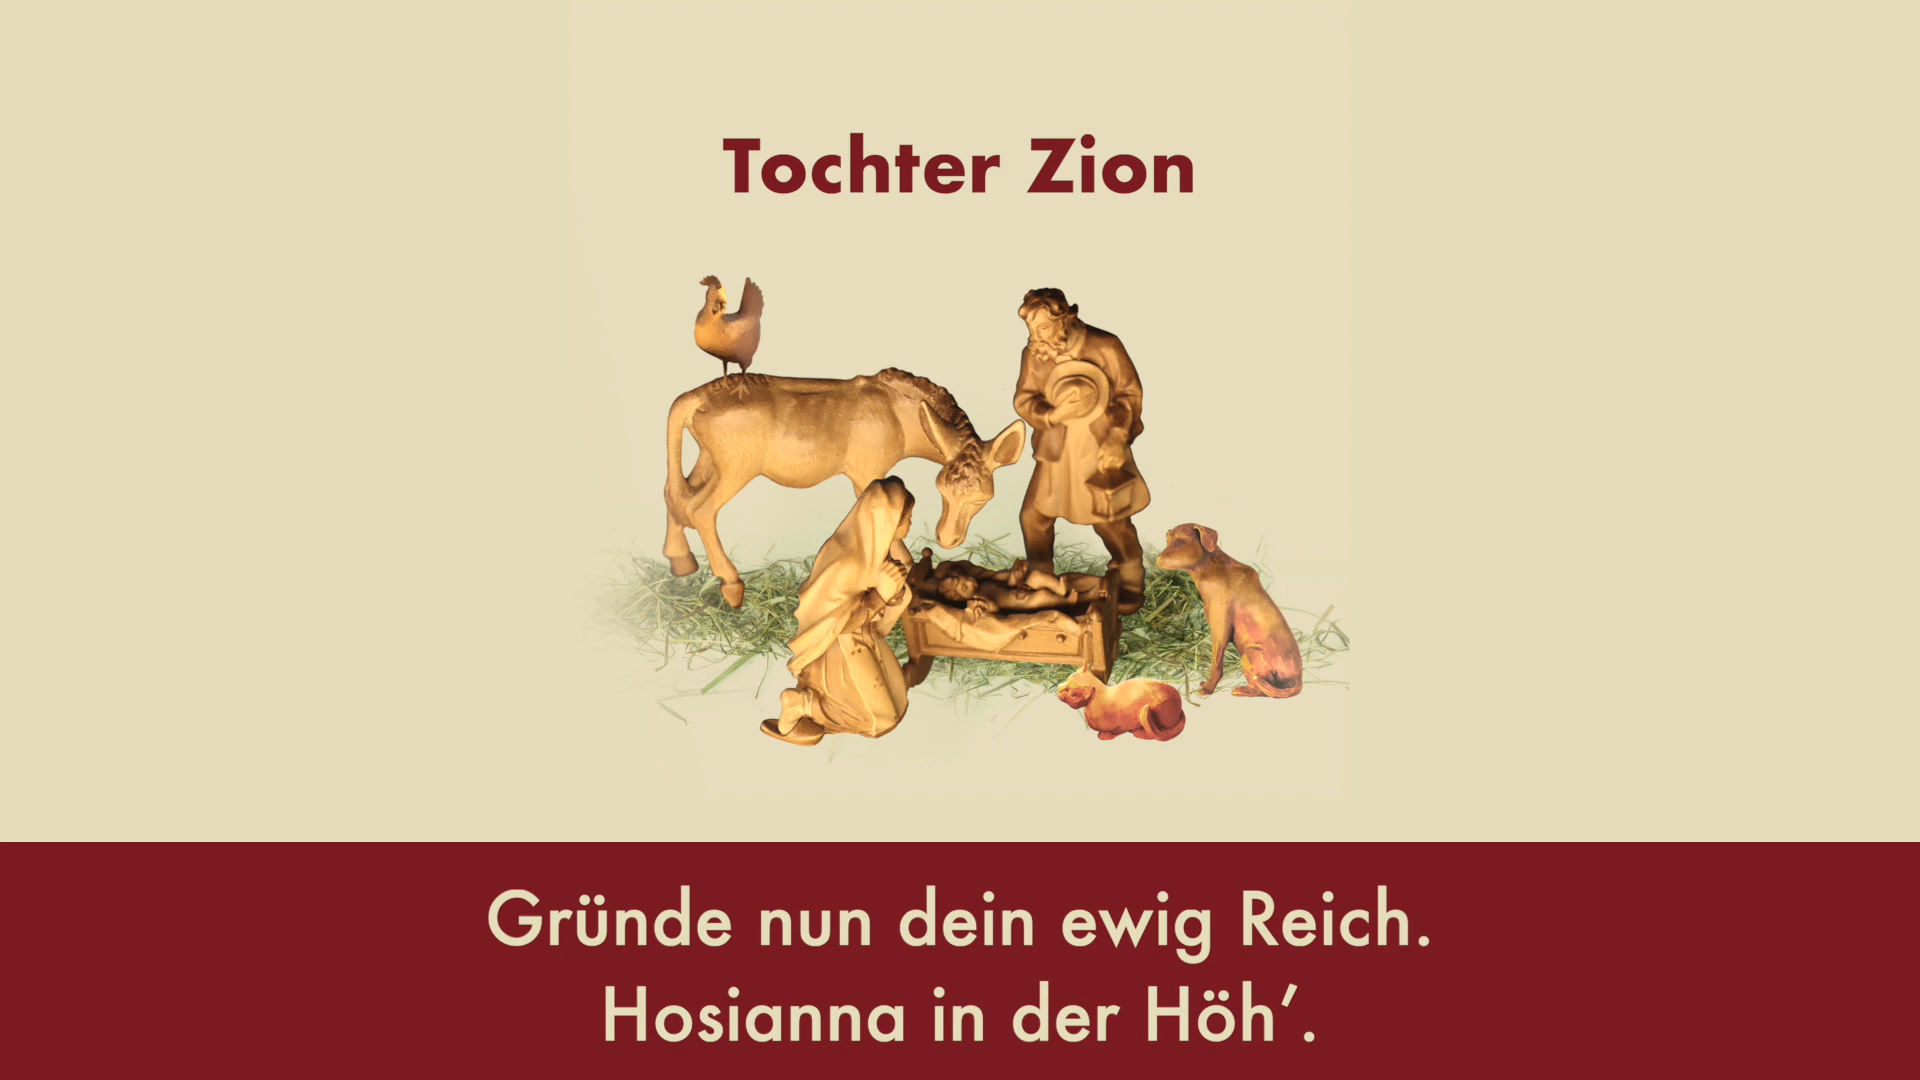 Tochter Zion
Gründe nun dein ewig Reich.
Hosianna in der Höh’.